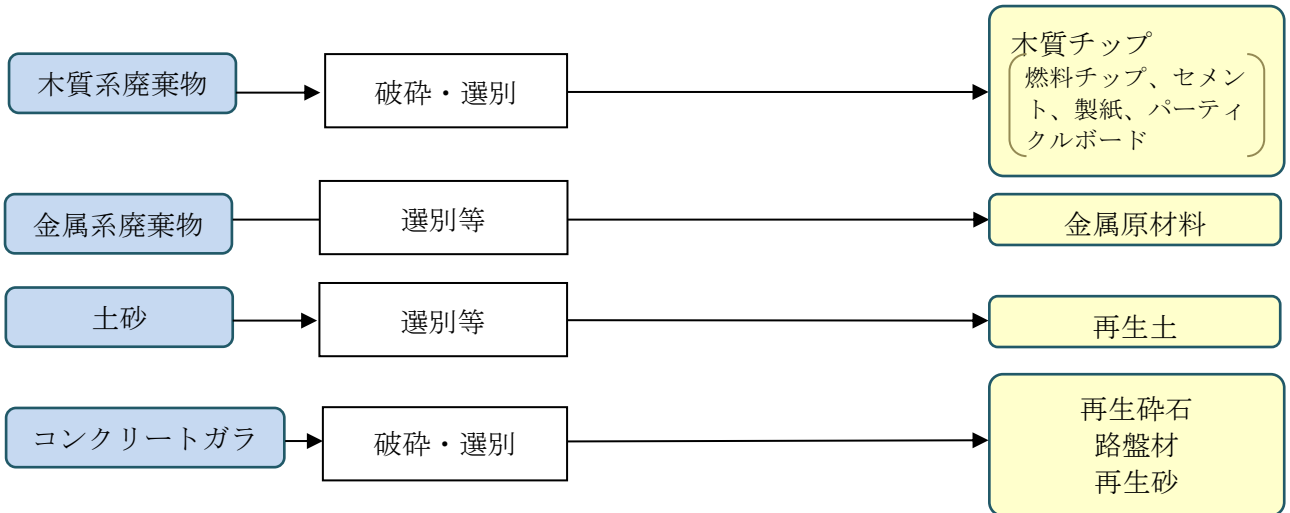 木質系廃棄物
破砕・選別
木質チップ
燃料チップ、セメン
ト、製紙、パーティ
クルボード
金属系廃棄物
選別等
金属原材料
土砂
選別等
再生土
コンクリートガラ
破砕・選別
再生砕石
路盤材
再生砂